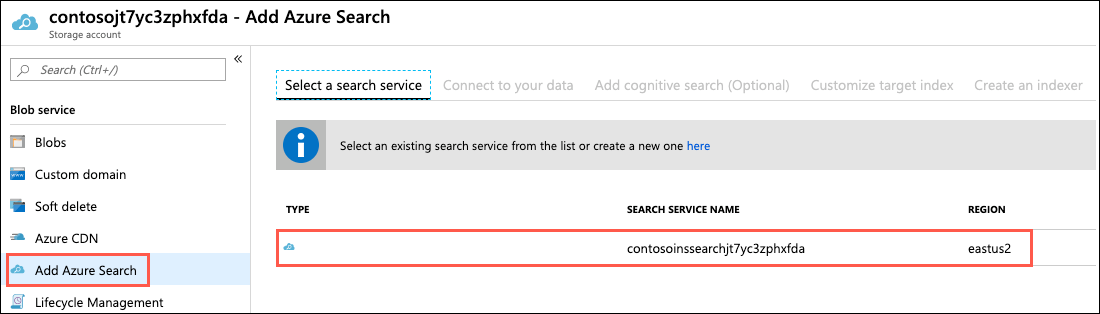 contosojt7yc3zphxfda - Add Azure Search
Storage account
Search (Ctrl+/)
«
Blob service
Blobs
Custom domain
Soft delete
Azure CDN
Add Azure Search
Lifecycle Management
Select a search service
Connect to your data
Add cognitive search (Optional)
Customize target index
Create an indexer
Select an existing search service from the list or create a new one here
TYPE SEARCH SERVICE NAME REGION
contosoinssearchjt7yc3zphxfda eastus2